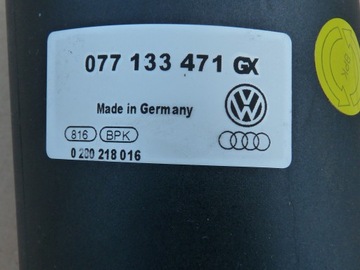 077 133 471 GX
Made in Germany
816 BPK
0 280 218 016